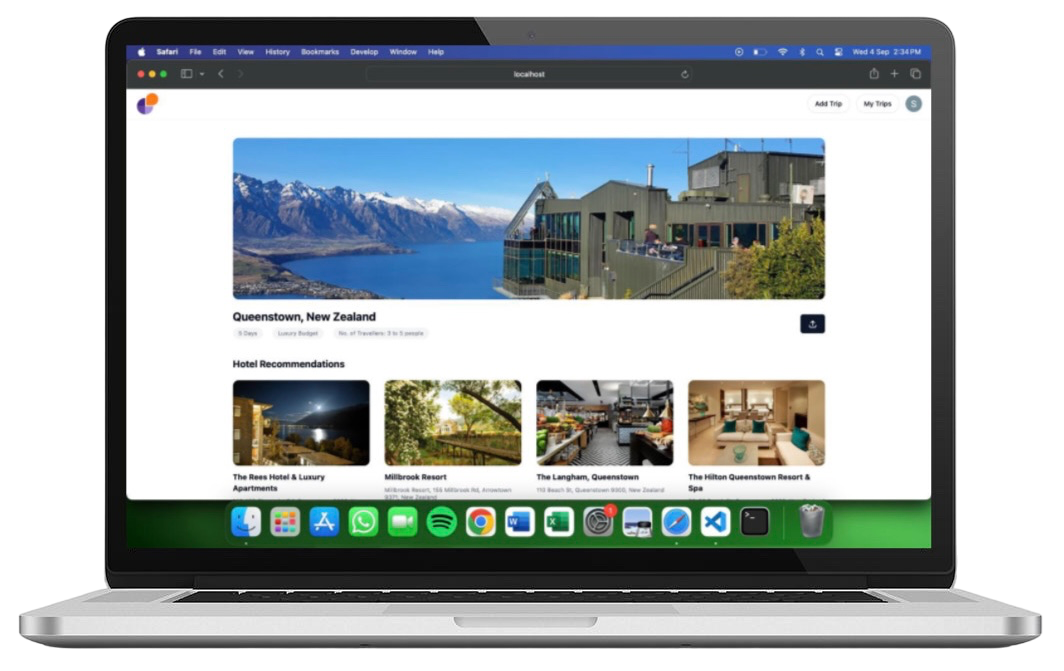 Safari File Edit View History Bookmarks Develop Window Help Wed 4 Sep 2:34 PM
localhost
Add Trip My Trips S
Queenstown, New Zealand
5 Days Luxury Budget No. of Travellers: 3 to 5 people
Hotel Recommendations
The Rees Hotel & Luxury
Apartments
Millbrook Resort
Millbrook Resort, Millbrook Rd, Arrowtown
9371, New Zealand
The Langham, Queenstown
Beach St, Queenstown 9300, New Zealand
The Hilton Queenstown Resort &
Spa
1
W
X
>_